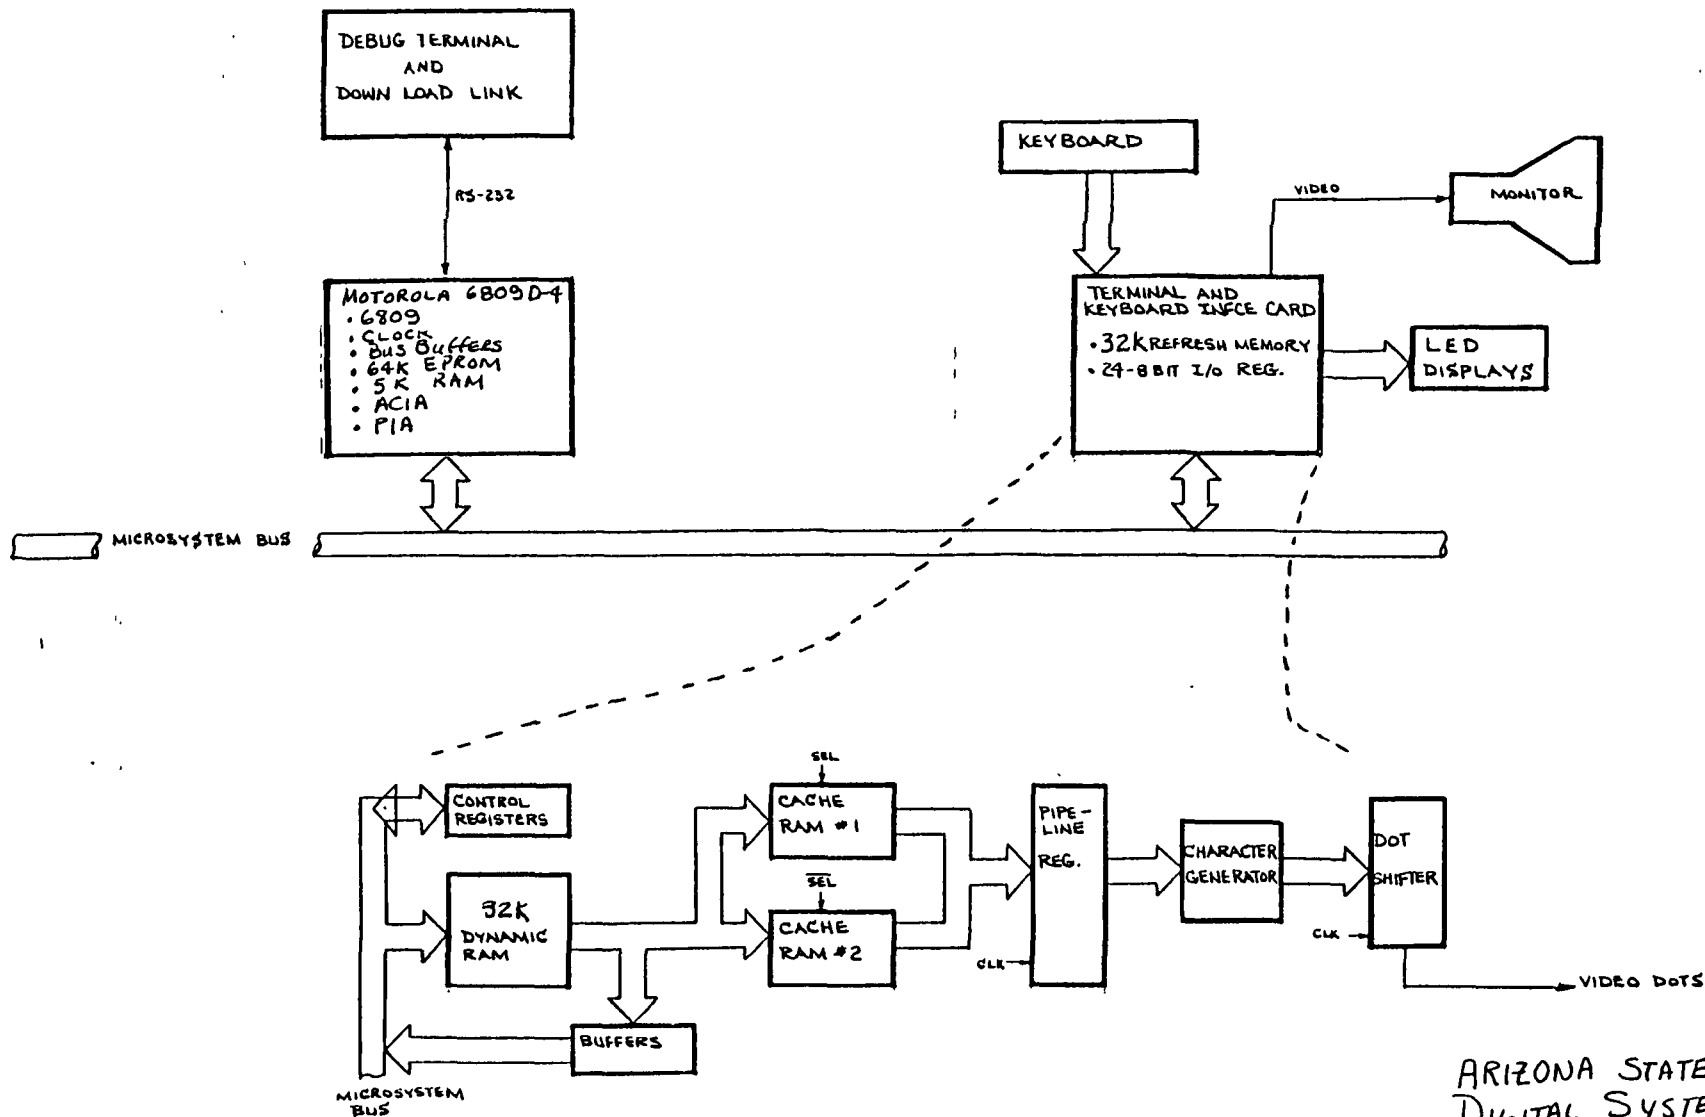 DEBUG TERMINAL
AND
DOWN LOAD LINK
RS-232
KEYBOARD
VIDEO
MONITOR
MOTOROLA 6809D-4
• 6809
• CLOCK
• BUS BUFFERS
• 64K EPROM
• 5K RAM
• ACIA
• PIA
TERMINAL AND
KEYBOARD INFCE CARD
• 32K REFRESH MEMORY
• 24-8BIT I/O REG.
LED
DISPLAYS
MICROSYSTEM BUS
CONTROL
REGISTERS
32K
DYNAMIC
RAM
BUFFERS
MICROSYSTEM
BUS
SEL
CACHE
RAM #1
SEL
CACHE
RAM #2
PIPE-
LINE
REG.
CLK
CHARACTER
GENERATOR
DOT
SHIFTER
CLK
VIDEO DOTS
ARIZONA STATE
DIGITAL SYSTE